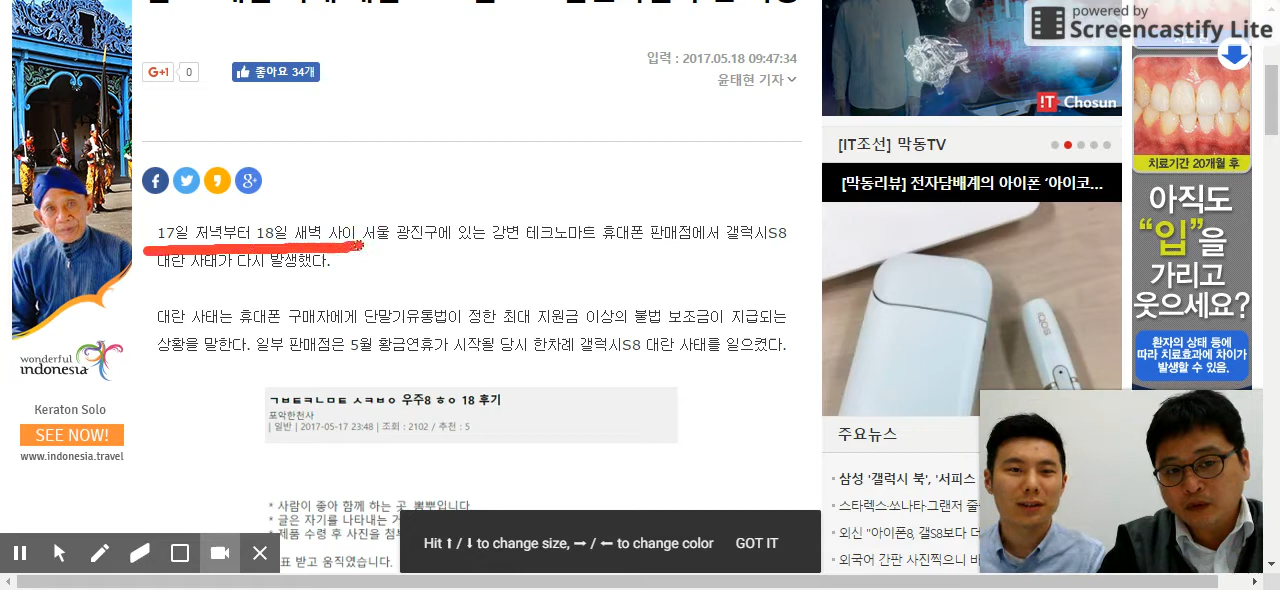 powered by
Screencastify Lite
입력 : 2017.05.18 09:47:34
윤태현 기자
G+1 0
좋아요 34개
IT Chosun
치료기간 20개월 후
[IT조선] 막동TV
[막동리뷰] 전자담배계의 아이폰 ‘아이코...
17일 저녁부터 18일 새벽 사이 서울 광진구에 있는 강변 테크노마트 휴대폰 판매점에서 갤럭시S8
대란 사태가 다시 발생했다.
대란 사태는 휴대폰 구매자에게 단말기유통법이 정한 최대 지원금 이상의 불법 보조금이 지급되는
상황을 말한다. 일부 판매점은 5월 황금연휴가 시작될 당시 한차례 갤럭시S8 대란 사태를 일으켰다.
ㄱㅂㅌㅋㄴㅁㅌ ㅅㅋㅂㅇ 우주8 ㅎㅇ 18 후기
포악한천사
| 일반 | 2017-05-17 23:48 | 조회 : 2102 / 추천 : 5
* 사람이 좋아 함께 하는 곳, 뽐뿌입니다.
* 글은 자기를 나타내는
* 제품 수령 후 사진을
표 받고 움직였습니다.
아직도
“입”을
가리고
웃으세요?
환자의 상태 등에
따라 치료효과에 차이가
발생할 수 있음.
IQOS
wonderful
indonesia
Keraton Solo
SEE NOW!
www.indonesia.travel
주요뉴스
삼성 '갤럭시 북', '서피스
스타렉스·쏘나타·그랜저
외신 "아이폰8, 갤S8보다 더
외국어 간판 사진찍으니
Hit ⬆ / ⬇ to change size, ➡ / ⬅ to change color GOT IT